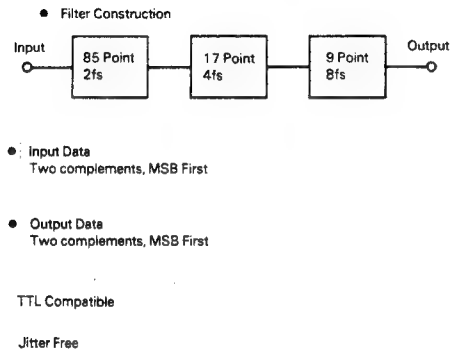 ● Filter Construction
Input
Output
85 Point
2fs
17 Point
4fs
9 Point
8fs
● Input Data
Two complements, MSB First
● Output Data
Two complements, MSB First
TTL Compatible
Jitter Free